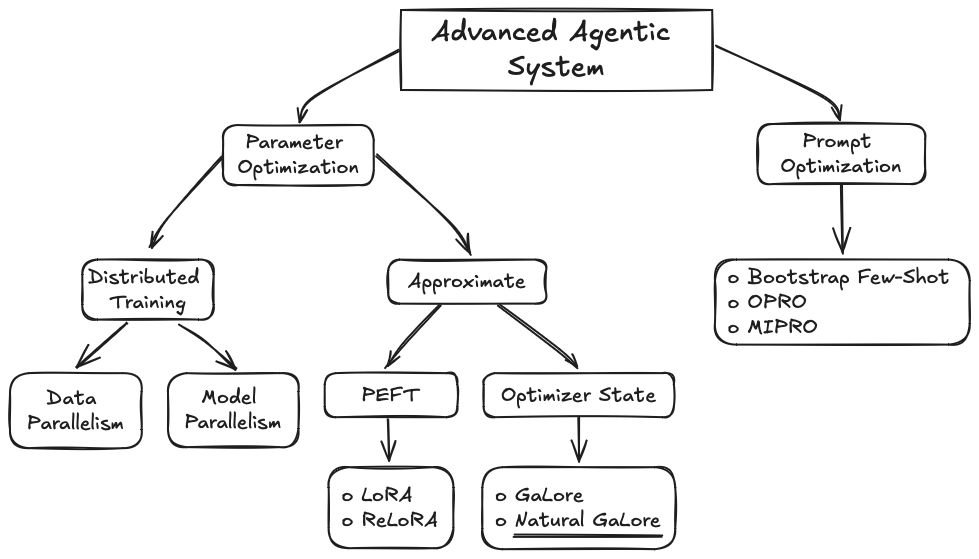 Advanced Agentic
System
Parameter
Optimization
Prompt
Optimization
Distributed
Training
Approximate
o Bootstrap Few-Shot
o OPRO
o MIPRO
Data
Parallelism
Model
Parallelism
PEFT
Optimizer State
o LoRA
o ReLoRA
o GaLore
o Natural GaLore